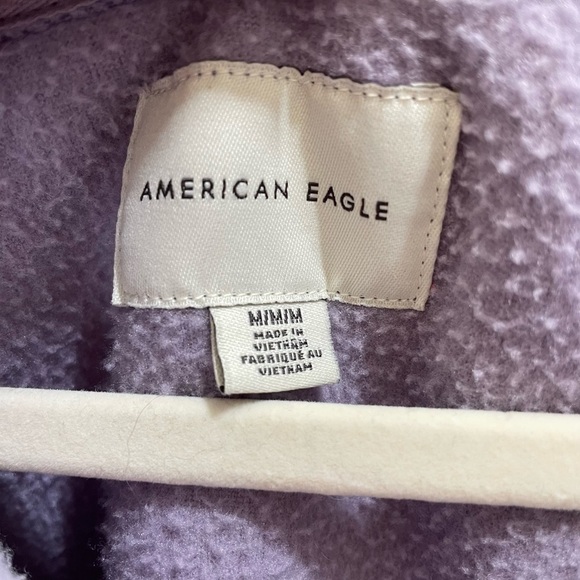 AMERICAN EAGLE
M/M/M
MADE IN
VIETNAM
FABRIQUÉ AU
VIETNAM